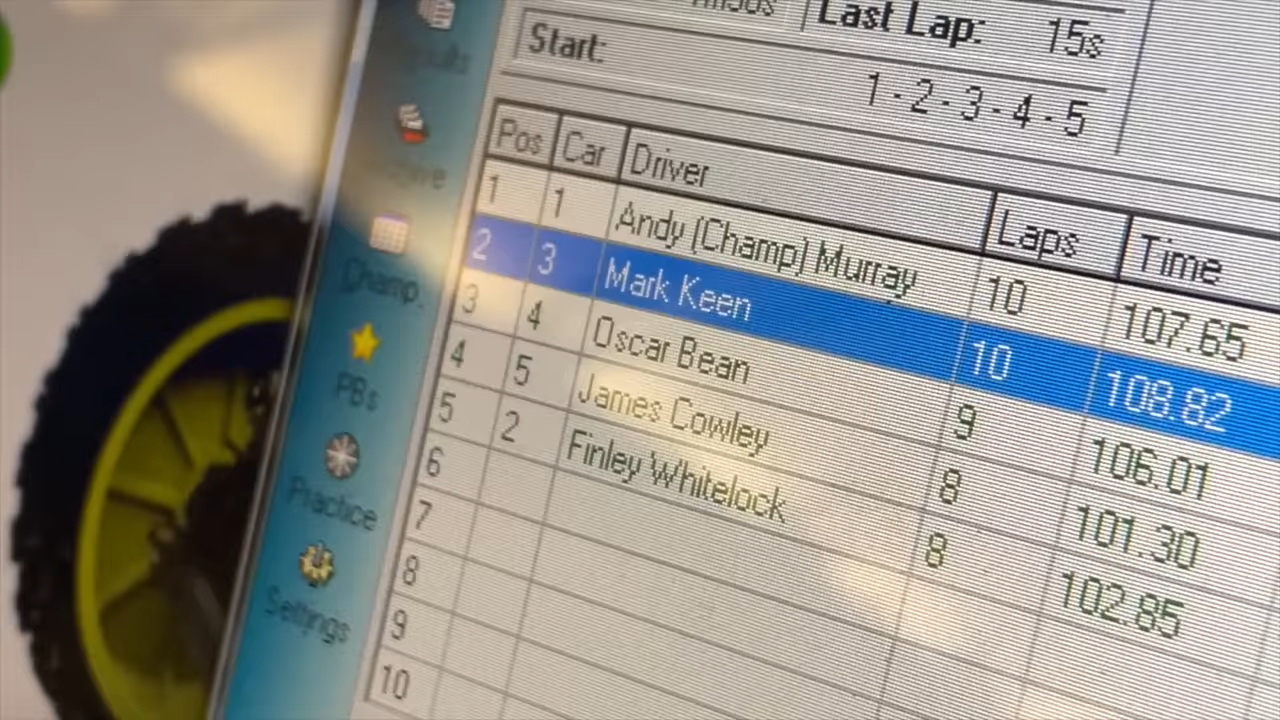 Last Lap: 15s
Start:
1 - 2 - 3 - 4 - 5
Pos Car Driver Laps Time
1 1 Andy (Champ) Murray 10 107.65
2 3 Mark Keen 10 108.82
3 4 Oscar Bean 9 106.01
4 5 James Cowley 8 101.30
5 2 Finley Whitelock 8 102.85
6
7
8
9
10
Champ.
PBs
Practice
Settings